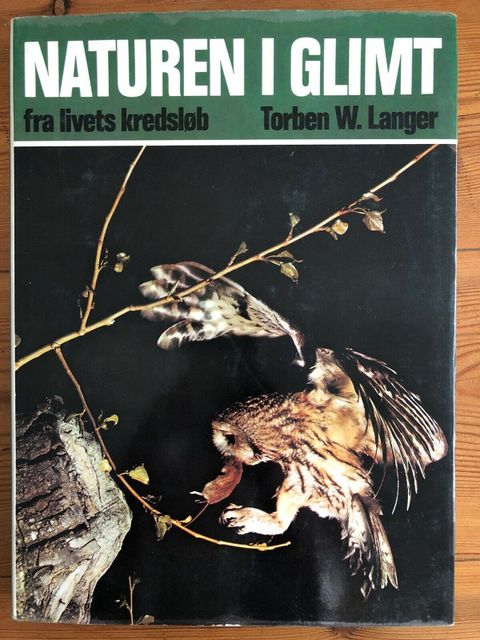 NATUREN I GLIMT
fra livets kredsløb Torben W. Langer